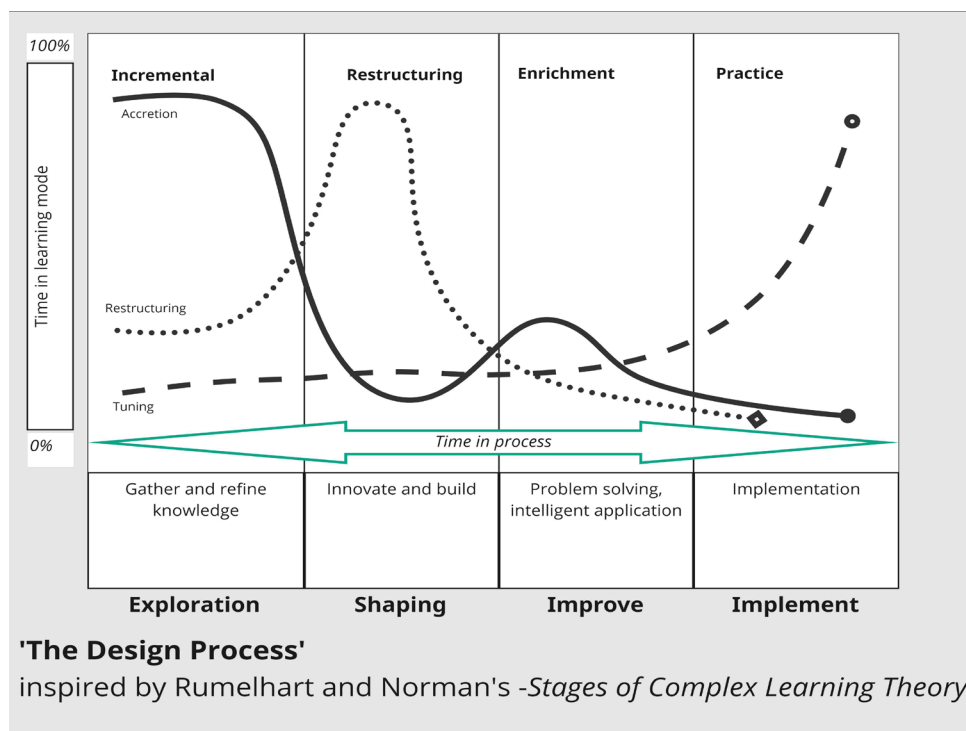 100%
Incremental
Restructuring
Enrichment
Practice
Accretion
Time in learning mode
Restructuring
Tuning
0%
Time in process
Gather and refine
knowledge
Innovate and build
Problem solving,
intelligent application
Implementation
Exploration
Shaping
Improve
Implement
'The Design Process'
inspired by Rumelhart and Norman's -Stages of Complex Learning Theory